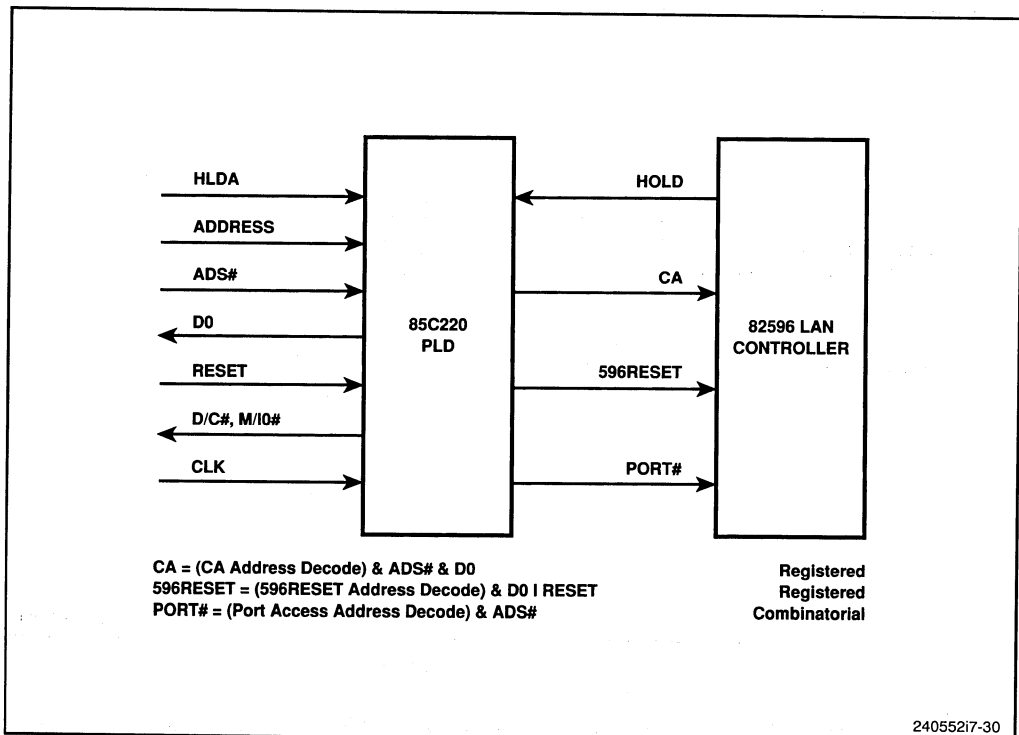 HLDA
HOLD
ADDRESS
ADS#
CA
D0
85C220
PLD
82596 LAN
CONTROLLER
RESET
596RESET
D/C#, M/I0#
CLK
PORT#
CA = (CA Address Decode) & ADS# & D0 Registered
596RESET = (596RESET Address Decode) & D0 I RESET Registered
PORT# = (Port Access Address Decode) & ADS# Combinatorial
240552i7-30